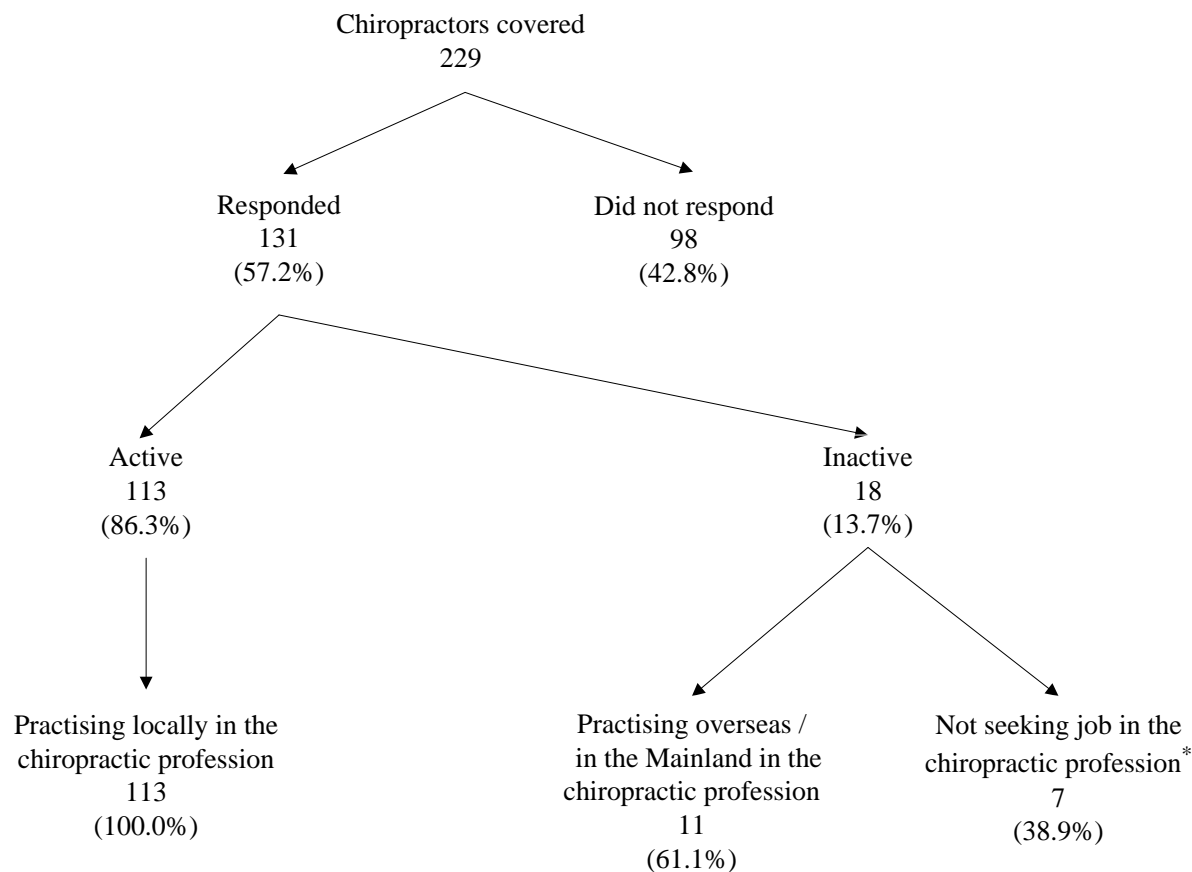 Chiropractors covered
229
Responded
131
(57.2%)
Did not respond
98
(42.8%)
Active
113
(86.3%)
Inactive
18
(13.7%)
Practising locally in the
chiropractic profession
113
(100.0%)
Practising overseas /
in the Mainland in the
chiropractic profession
11
(61.1%)
Not seeking job in the
chiropractic profession*
7
(38.9%)